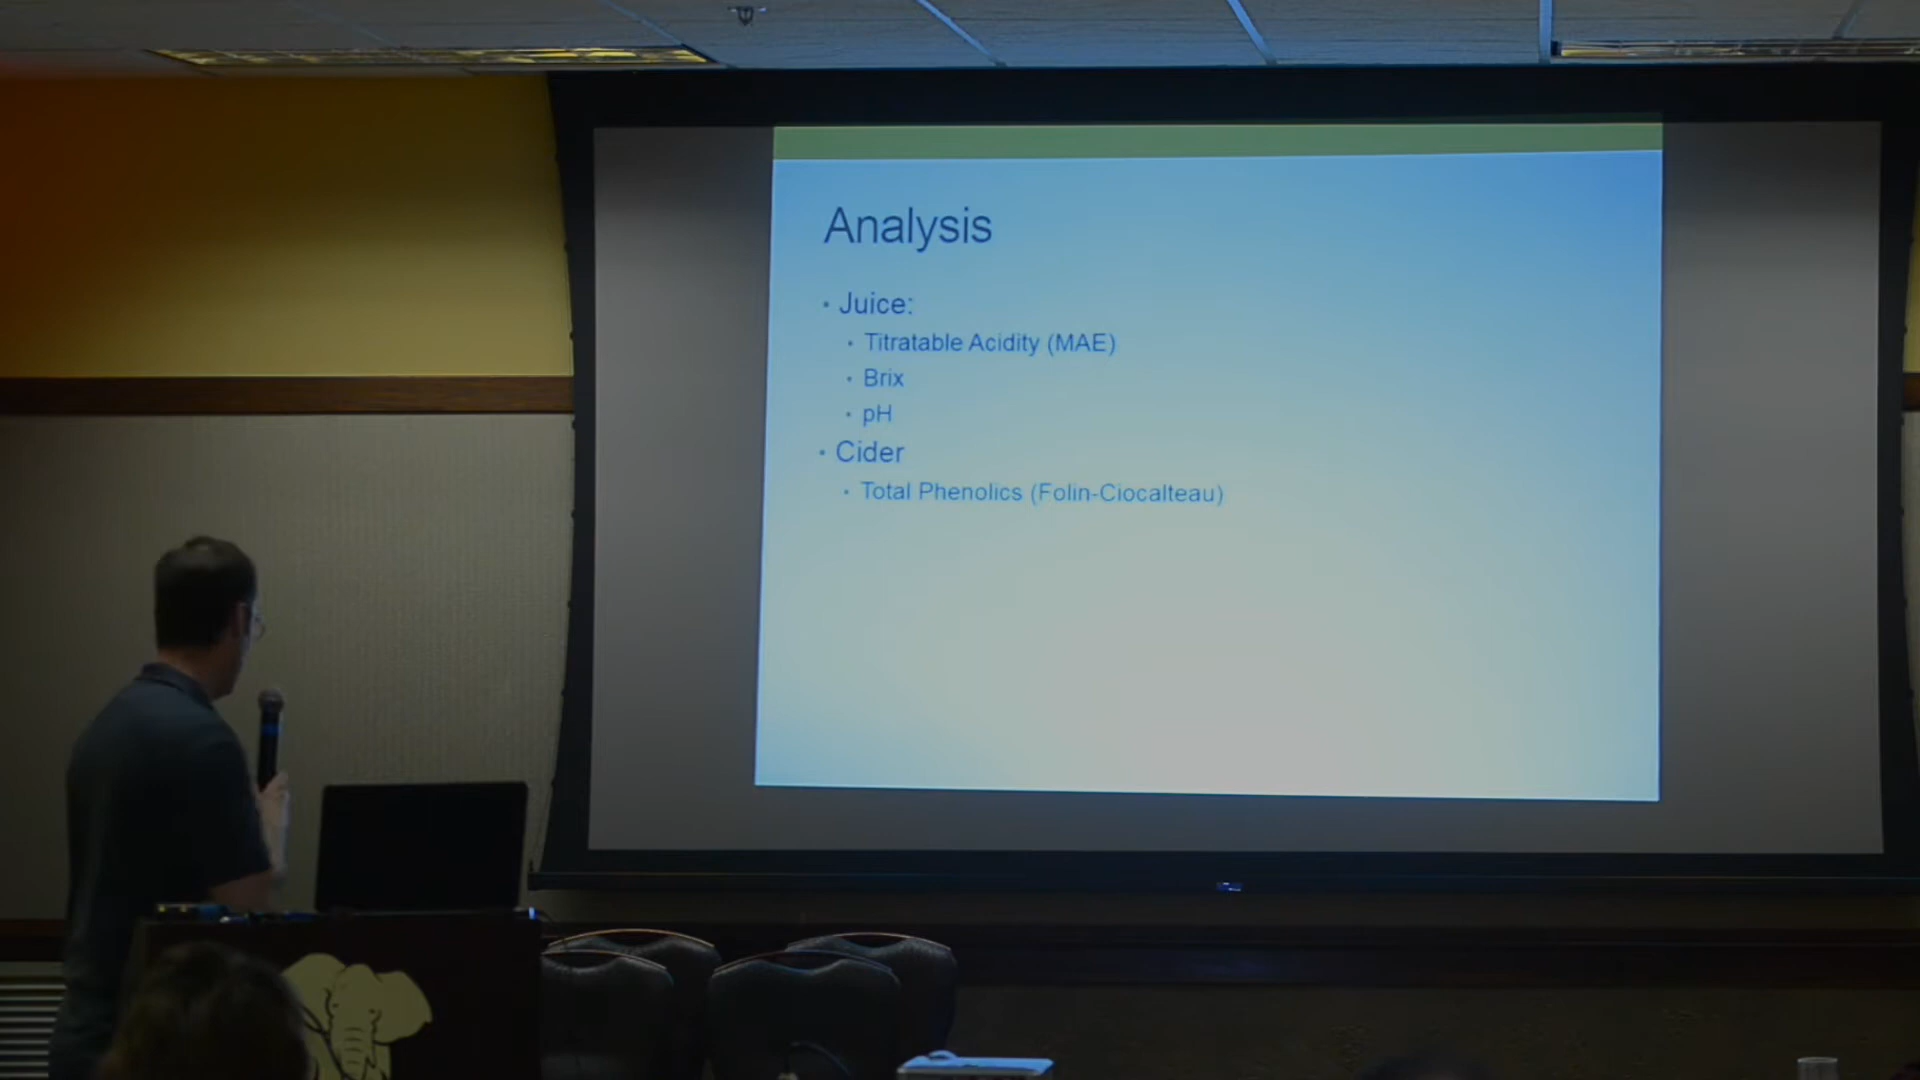 Analysis
• Juice:
• Titratable Acidity (MAE)
• Brix
• pH
• Cider
• Total Phenolics (Folin-Ciocalteau)